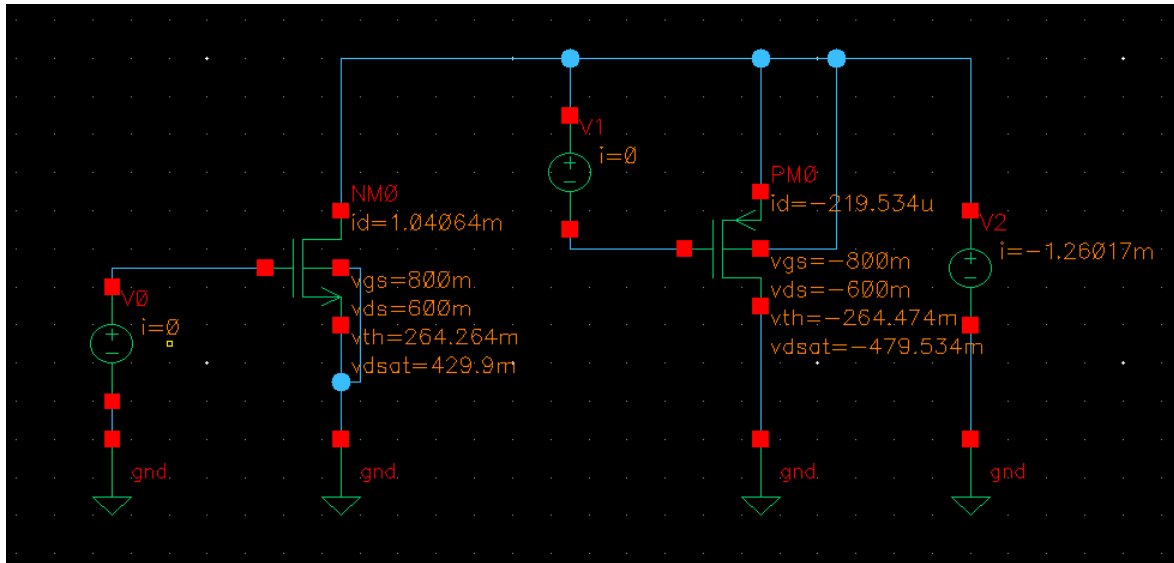 V1
i=0
NM0
id=1.04064m
PM0
id=-219.534u
V2
i=-1.26017m
vgs=800m
vds=600m
vth=264.264m
vdsat=429.9m
vgs=-800m
vds=-600m
vth=-264.474m
vdsat=-479.534m
V0
i=0
gnd
gnd
gnd
gnd